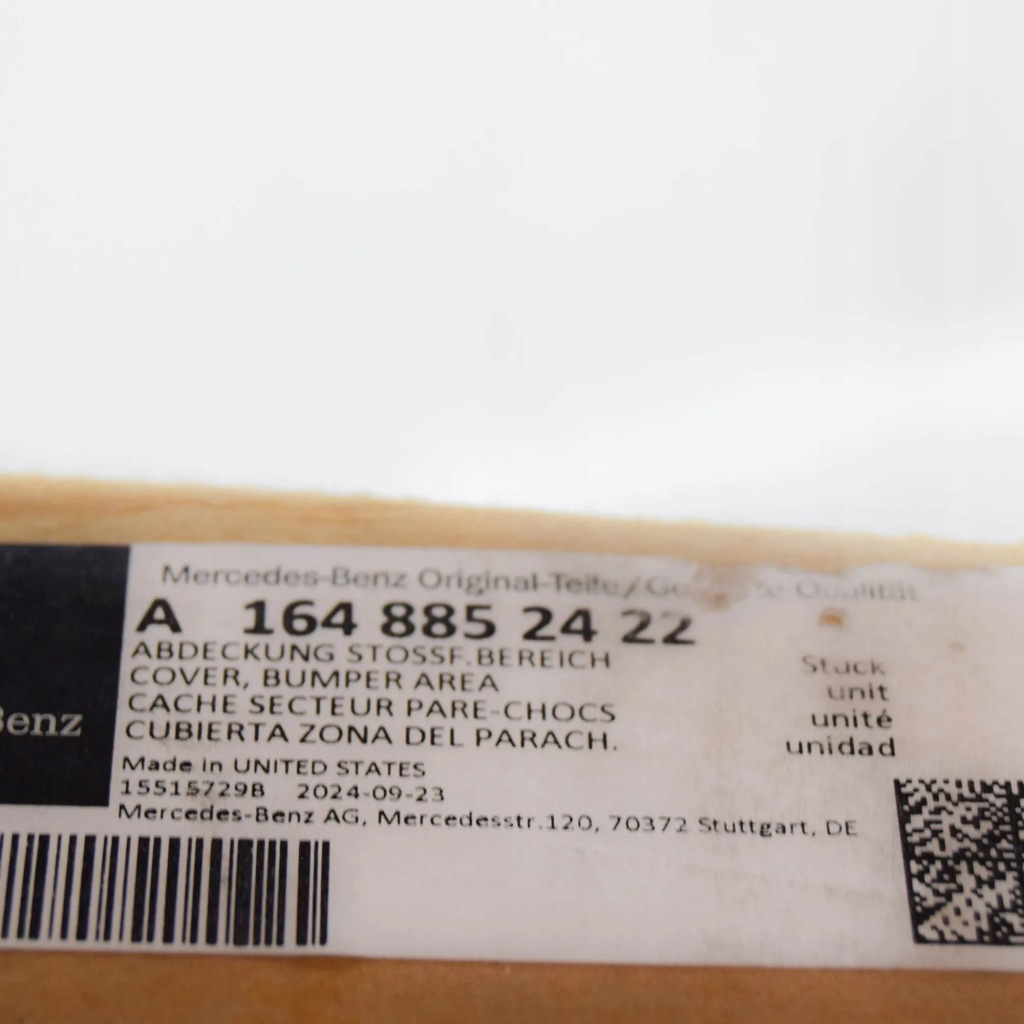 Mercedes-Benz Original-Teile/
A 164 885 24 22
ABDECKUNG STOSSF.BEREICH
COVER, BUMPER AREA
CACHE SECTEUR PARE-CHOCS
CUBIERTA ZONA DEL PARACH.
Stück
unit
unité
unidad
Benz
Made in UNITED STATES
15515729B 2024-09-23
Mercedes-Benz AG, Mercedesstr.120, 70372 Stuttgart, DE